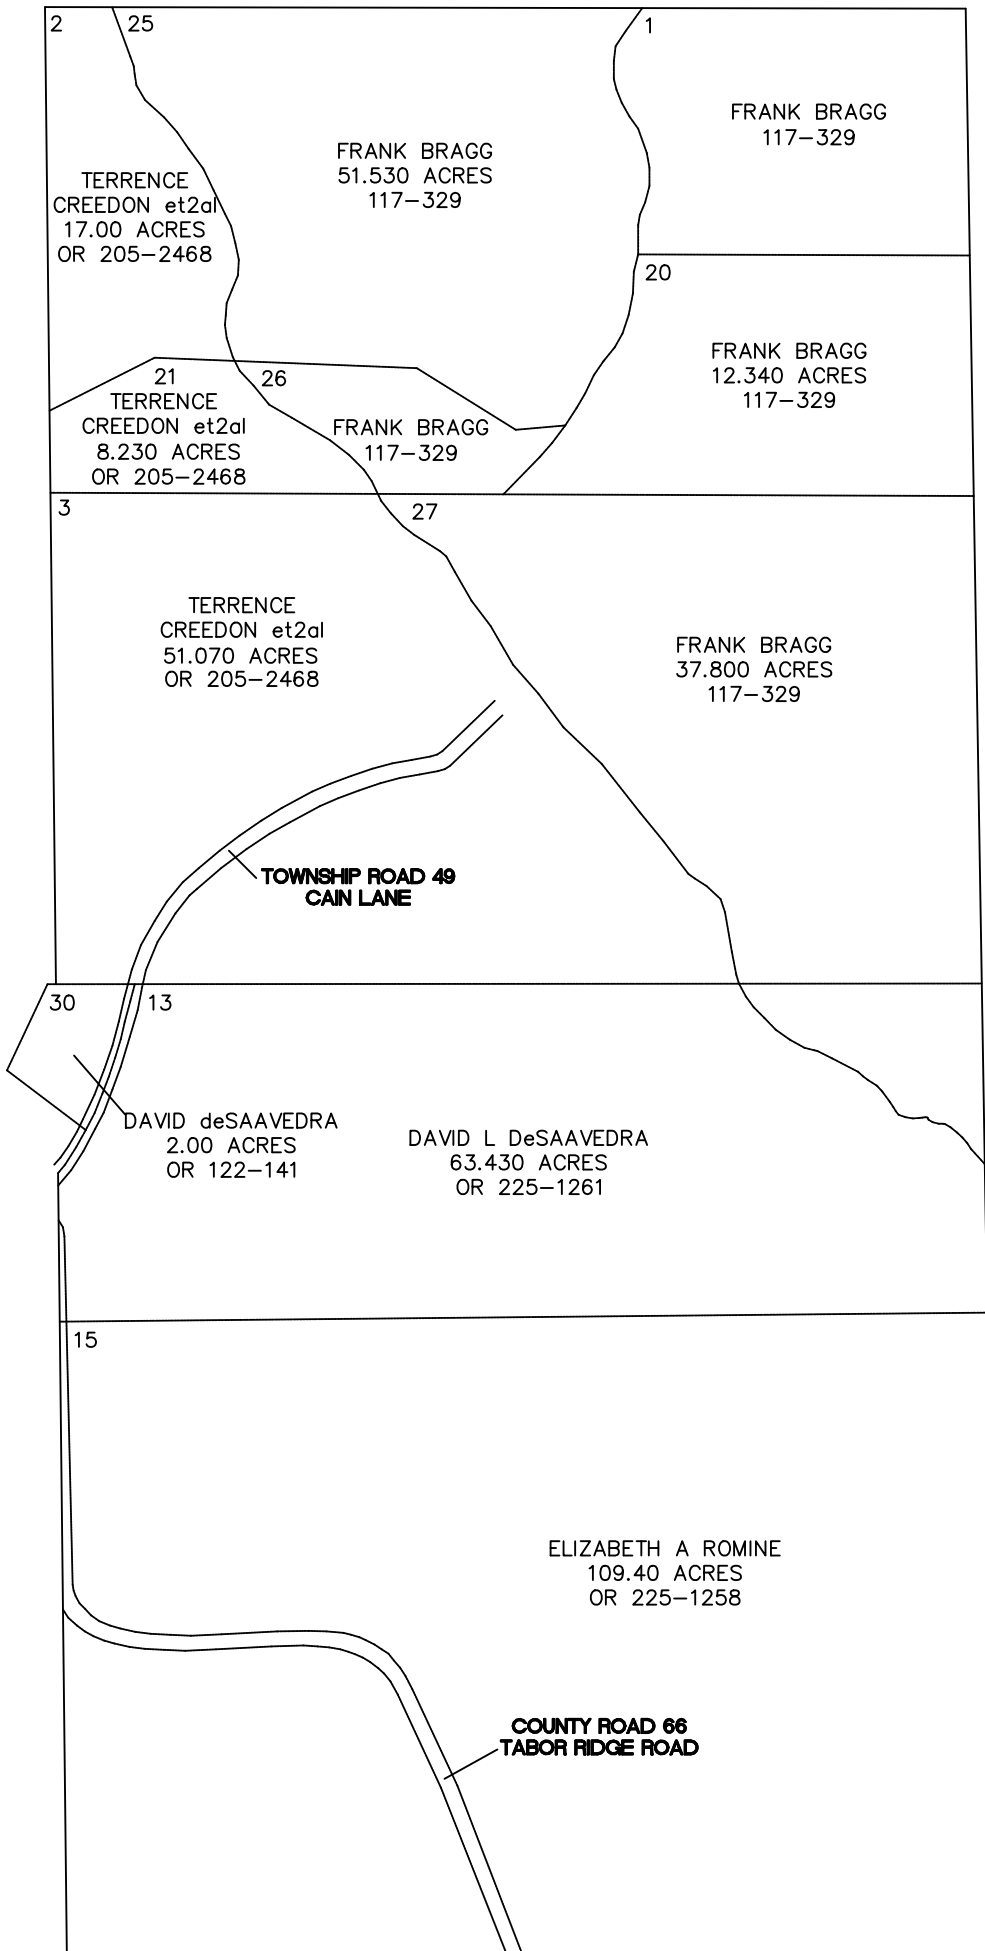 2
25
1
FRANK BRAGG
117-329
FRANK BRAGG
51.530 ACRES
117-329
TERRENCE
CREEDON et2al
17.00 ACRES
OR 205-2468
20
FRANK BRAGG
12.340 ACRES
117-329
21
TERRENCE
CREEDON et2al
8.230 ACRES
OR 205-2468
26
FRANK BRAGG
117-329
3
27
TERRENCE
CREEDON et2al
51.070 ACRES
OR 205-2468
FRANK BRAGG
37.800 ACRES
117-329
TOWNSHIP ROAD 49
CAIN LANE
30
13
DAVID deSAAVEDRA
2.00 ACRES
OR 122-141
DAVID L DeSAAVEDRA
63.430 ACRES
OR 225-1261
15
ELIZABETH A ROMINE
109.40 ACRES
OR 225-1258
COUNTY ROAD 66
TABOR RIDGE ROAD